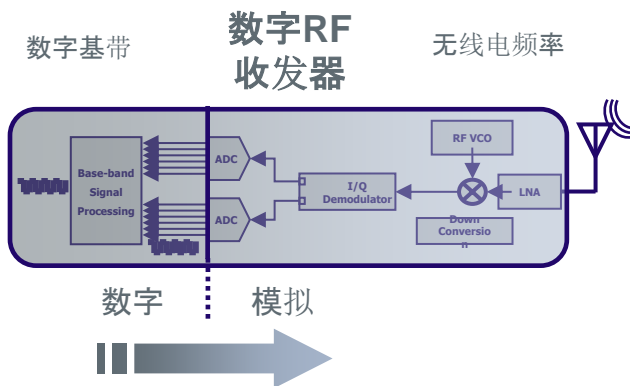 数字基带
数字RF
收发器
无线电频率
RF VCO
ADC
Base-band
Signal
Processing
I/Q
Demodulator
LNA
ADC
Down
Conversio
n
数字
模拟